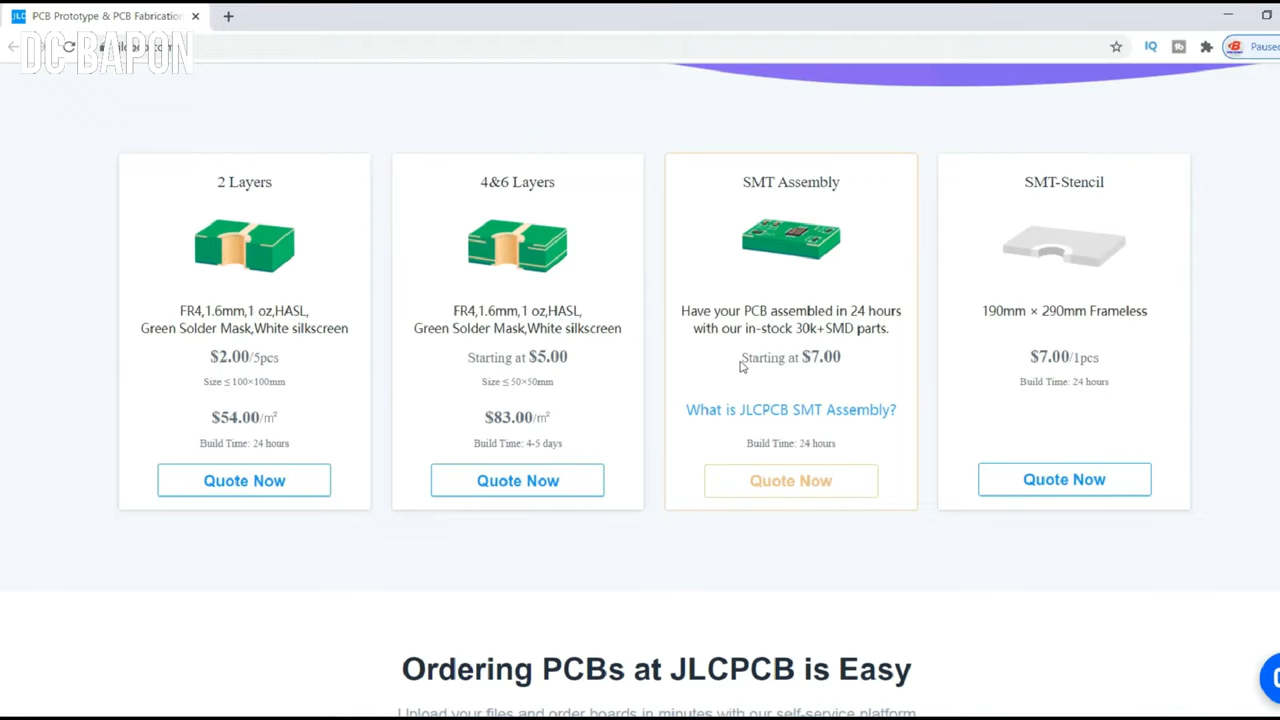 JLC PCB Prototype & PCB Fabrication
DC BAPON
IQ
Paused
2 Layers
FR4,1.6mm,1 oz,HASL,
Green Solder Mask,White silkscreen
$2.00/5pcs
Size ≤ 100×100mm
$54.00/m²
Build Time: 24 hours
Quote Now
4&6 Layers
FR4,1.6mm,1 oz,HASL,
Green Solder Mask,White silkscreen
Starting at $5.00
Size ≤ 50×50mm
$83.00/m²
Build Time: 4-5 days
Quote Now
SMT Assembly
Have your PCB assembled in 24 hours
with our in-stock 30k+SMD parts.
Starting at $7.00
What is JLCPCB SMT Assembly?
Build Time: 24 hours
Quote Now
SMT-Stencil
190mm × 290mm Frameless
$7.00/1pcs
Build Time: 24 hours
Quote Now
Ordering PCBs at JLCPCB is Easy
Upload your files and order boards in minutes with our self-service platform